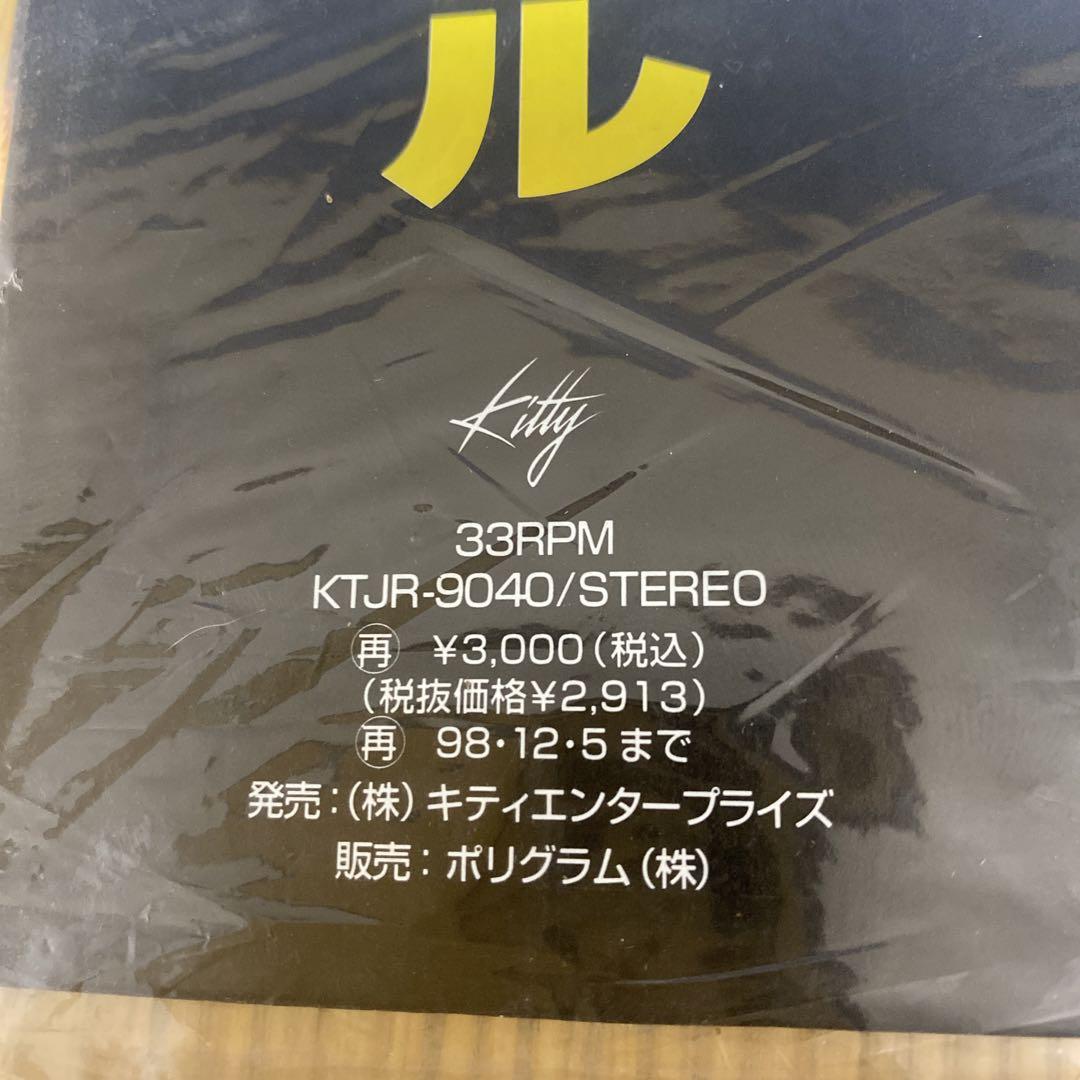 ル
Kitty
33RPM
KTJR-9040/STEREO
㊞ ¥3,000(税込)
(税抜価格¥2,913)
再 98・12・5まで
発売:(株)キティエンタープライズ
販売:ポリグラム(株)